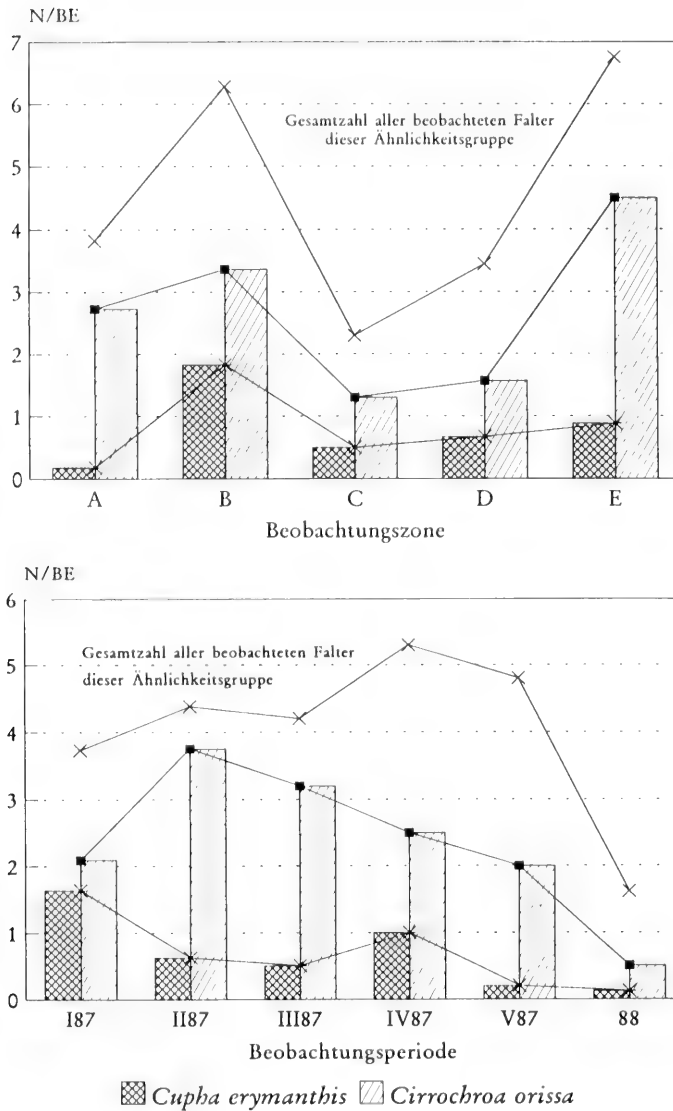 N/BE
7
6
5
4
3
2
1
0
Gesamtzahl aller beobachteten Falter
dieser Ähnlichkeitsgruppe
A B C D E
Beobachtungszone
N/BE
6
5
4
3
2
1
0
Gesamtzahl aller beobachteten Falter
dieser Ähnlichkeitsgruppe
I87 II87 III87 IV87 V87 88
Beobachtungsperiode
Cupha erymanthis Cirrochroa orissa